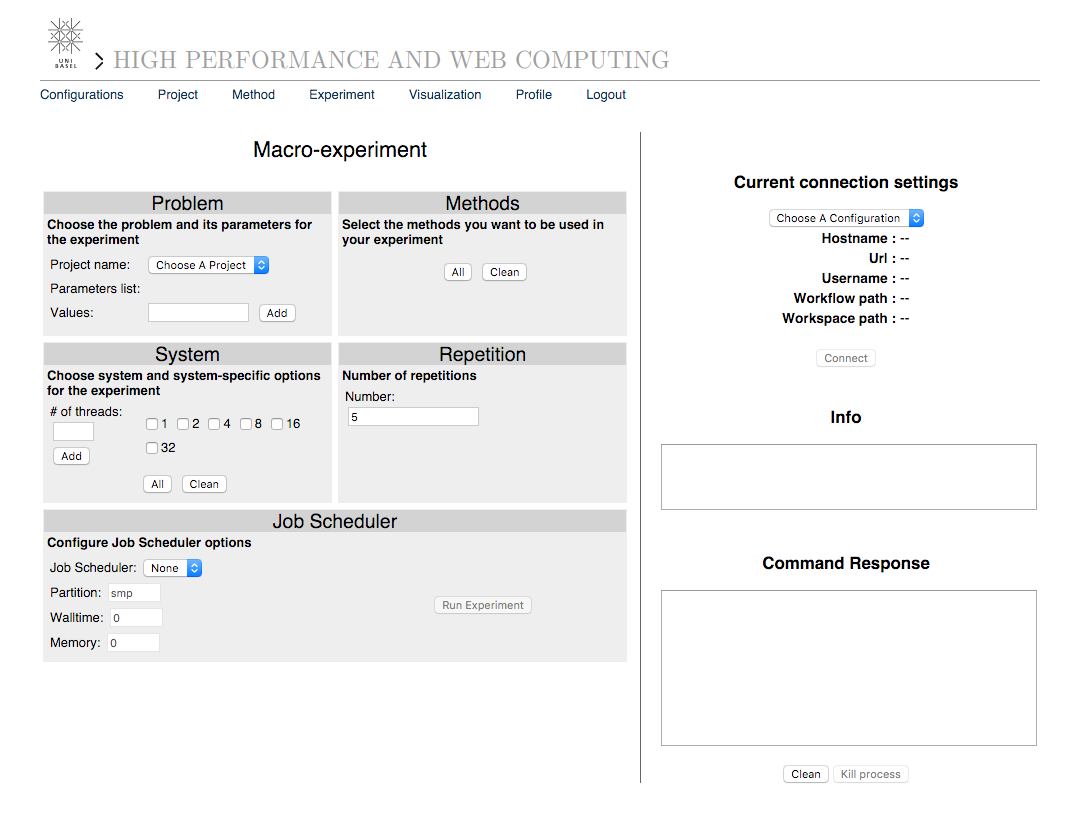 UNI
BASEL
HIGH PERFORMANCE AND WEB COMPUTING
Configurations Project Method Experiment Visualization Profile Logout
Macro-experiment
Problem
Choose the problem and its parameters for
the experiment
Project name: Choose A Project
Parameters list:
Values: Add
Methods
Select the methods you want to be used in
your experiment
All Clean
System
Choose system and system-specific options
for the experiment
# of threads:
1 2 4 8 16
32
Add
All Clean
Repetition
Number of repetitions
Number:
5
Job Scheduler
Configure Job Scheduler options
Job Scheduler: None
Partition: smp
Walltime: 0
Memory: 0
Run Experiment
Current connection settings
Choose A Configuration
Hostname : --
Url : --
Username : --
Workflow path : --
Workspace path : --
Connect
Info
Command Response
Clean Kill process